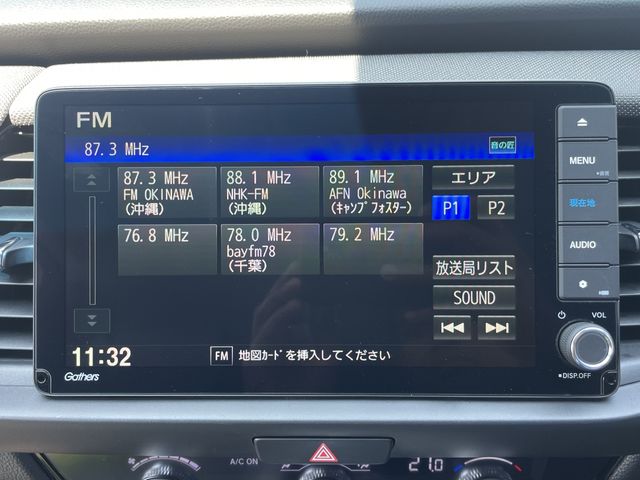 FM
87.3 MHz
音の匠
87.3 MHz
FM OKINAWA
(沖縄)
88.1 MHz
NHK-FM
(沖縄)
89.1 MHz
AFN Okinawa
(ｷｬﾝﾌﾟﾌｫｽﾀｰ)
エリア
P1
P2
76.8 MHz
78.0 MHz
bayfm78
(千葉)
79.2 MHz
放送局リスト
SOUND
11:32
FM 地図ｶｰﾄﾞを挿入してください
Gathers
MENU
現在地
AUDIO
VOL
DISP.OFF
A/C ON
21.0